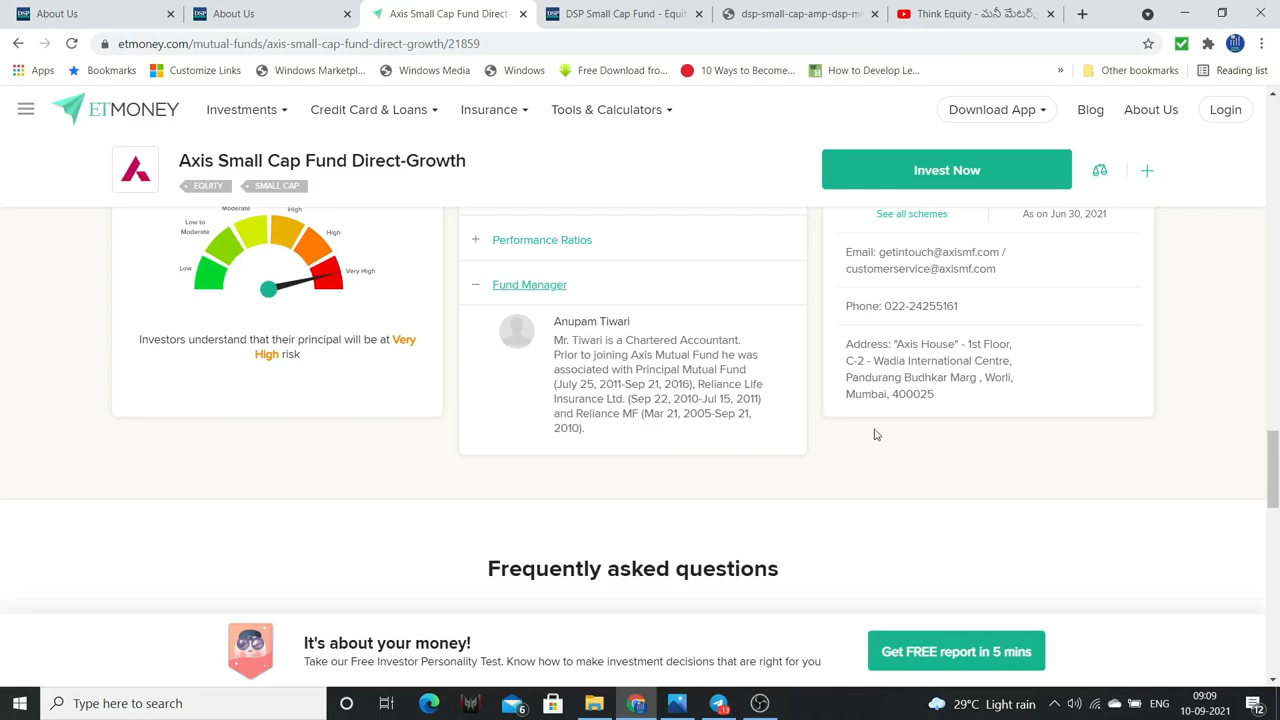 About Us
DSP Small Cap Fund - Direct
Axis Small Cap Fund Direct-
DSP Small Cap Fund - Equi
dsp-small-cap-amp-dsp-m
Think Equity - మనీ మేటర్స్
etmoney.com/mutual-funds/axis-small-cap-fund-direct-growth/21859
Apps
Bookmarks
Customize Links
Windows Marketpl...
Windows Media
Windows
Free Download fro...
10 Ways to Become...
How to Develop Le...
»
Other bookmarks
Reading list
ETMONEY
Investments
Credit Card & Loans
Insurance
Tools & Calculators
Download App
Blog
About Us
Login
Axis Small Cap Fund Direct-Growth
EQUITY
SMALL CAP
Invest Now
Low
Low to
Moderate
Moderate
High
High
Very High
Investors understand that their principal will be at Very
High risk
+ Performance Ratios
− Fund Manager
Anupam Tiwari
Mr. Tiwari is a Chartered Accountant.
Prior to joining Axis Mutual Fund he was
associated with Principal Mutual Fund
(July 25, 2011-Sep 21, 2016), Reliance Life
Insurance Ltd. (Sep 22, 2010-Jul 15, 2011)
and Reliance MF (Mar 21, 2005-Sep 21,
2010).
See all schemes
As on Jun 30, 2021
Email: getintouch@axismf.com /
customerservice@axismf.com
Phone: 022-24255161
Address: "Axis House" - 1st Floor,
C-2 - Wadia International Centre,
Pandurang Budhkar Marg , Worli,
Mumbai, 400025
Frequently asked questions
It's about your money!
Take our Free Investor Personality Test. Know how to make investment decisions that are right for you
Get FREE report in 5 mins
Type here to search
6
13
29°C Light rain
09:09
10-09-2021
12